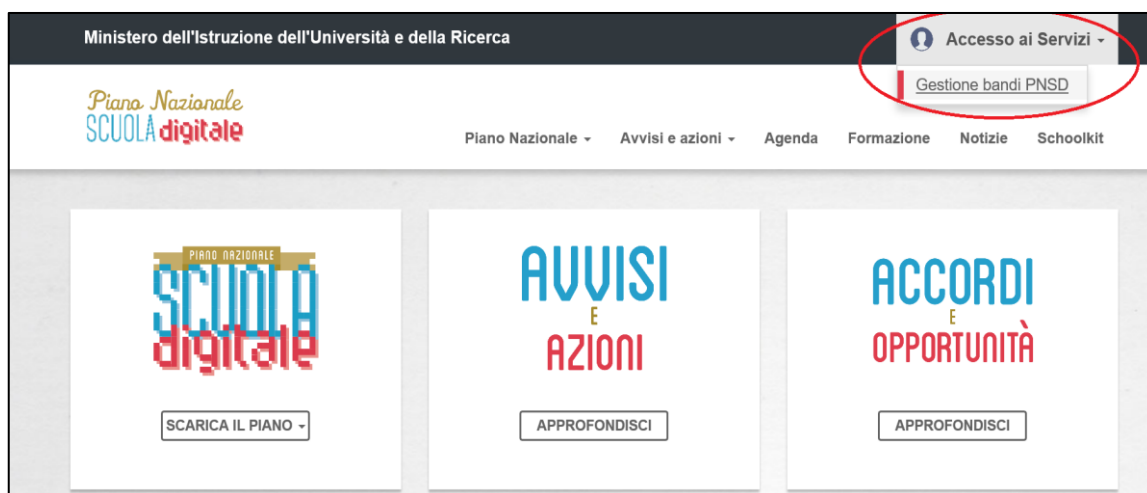 Ministero dell'Istruzione dell'Università e della Ricerca
Accesso ai Servizi
Gestione bandi PNSD
Piano Nazionale
SCUOLA digitale
Piano Nazionale Avvisi e azioni Agenda Formazione Notizie Schoolkit
PIANO NAZIONALE
SCUOLA
digitale
SCARICA IL PIANO
AVVISI
E
AZIONI
APPROFONDISCI
ACCORDI
E
OPPORTUNITÀ
APPROFONDISCI